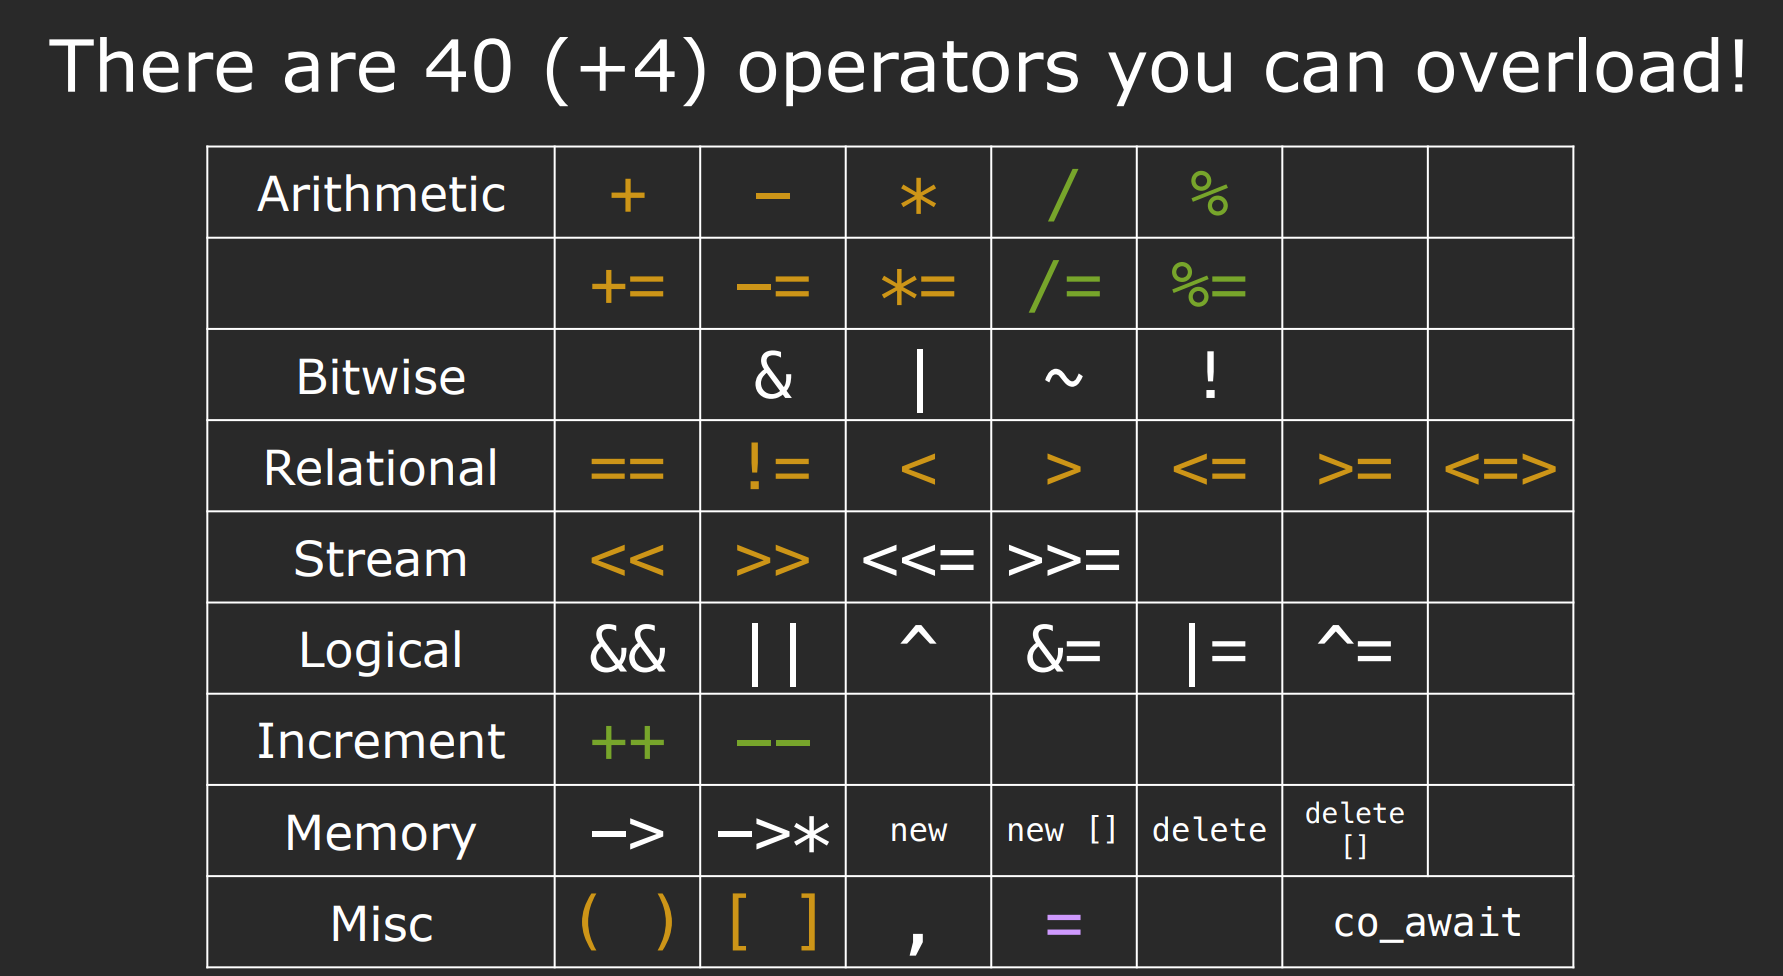 There are 40 (+4) operators you can overload!
Arithmetic + - * / %
+= -= *= /= %=
Bitwise & | ~ !
Relational == != < > <= >= <=>
Stream << >> <<= >>=
Logical && || ^ &= |= ^=
Increment ++ --
Memory -> ->* new new [] delete delete []
Misc ( ) [ ] , = co_await